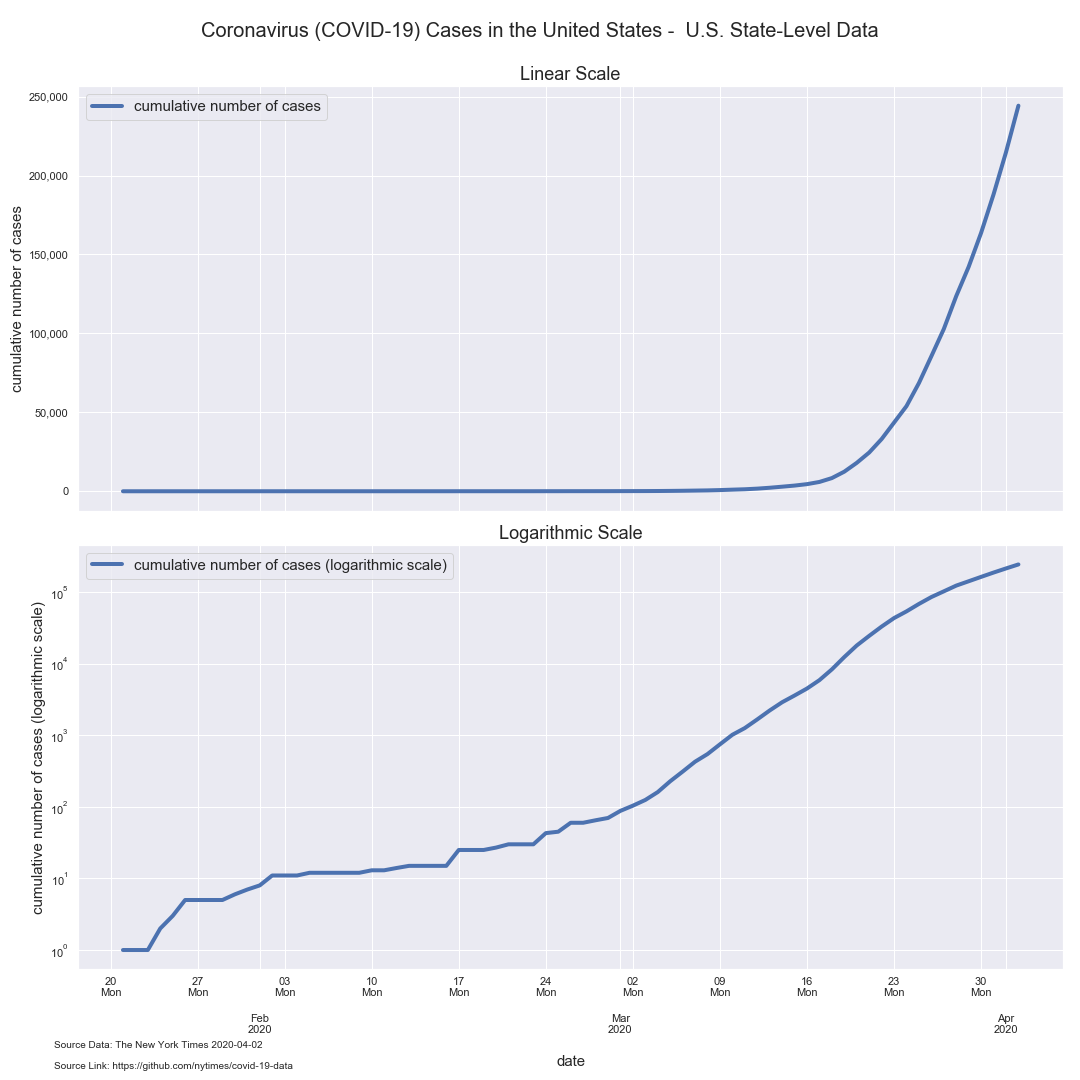 Coronavirus (COVID-19) Cases in the United States -  U.S. State-Level Data
Linear Scale
cumulative number of cases
250,000
200,000
150,000
100,000
50,000
0
cumulative number of cases
Logarithmic Scale
cumulative number of cases (logarithmic scale)
10⁵
10⁴
10³
10²
10¹
10⁰
cumulative number of cases (logarithmic scale)
20 27 03 10 17 24 02 09 16 23 30
Mon Mon Mon Mon Mon Mon Mon Mon Mon Mon Mon
Feb Mar Apr
2020 2020 2020
Source Data: The New York Times 2020-04-02
date
Source Link: https://github.com/nytimes/covid-19-data